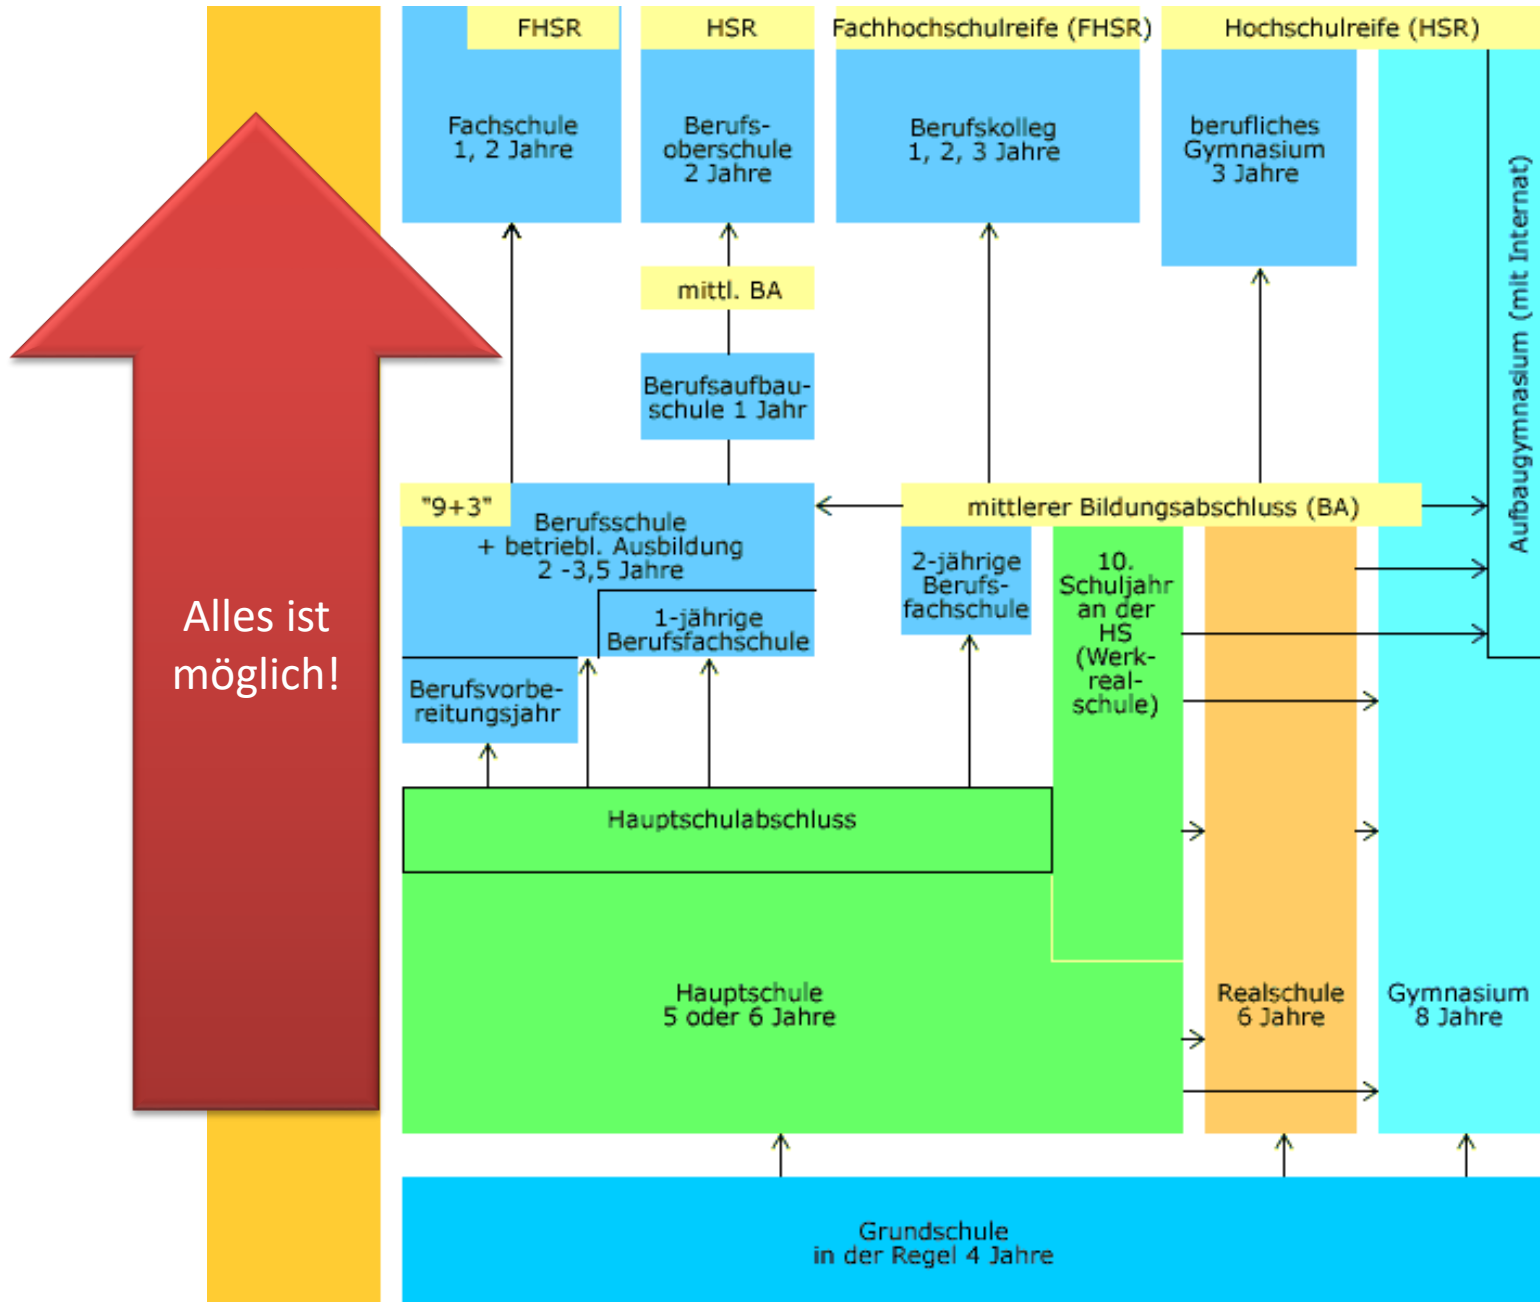 FHSR
HSR
Fachhochschulreife (FHSR)
Hochschulreife (HSR)
Fachschule
1, 2 Jahre
Berufs-
oberschule
2 Jahre
Berufskolleg
1, 2, 3 Jahre
berufliches
Gymnasium
3 Jahre
Aufbaugymnasium (mit Internat)
mittl. BA
Berufsaufbau-
schule 1 Jahr
"9+3"
Berufsschule
+ betriebl. Ausbildung
2 -3,5 Jahre
mittlerer Bildungsabschluss (BA)
2-jährige
Berufs-
fachschule
10.
Schuljahr
an der
HS
(Werk-
real-
schule)
1-jährige
Berufsfachschule
Alles ist
möglich!
Berufsvorbe-
reitungsjahr
Hauptschulabschluss
Hauptschule
5 oder 6 Jahre
Realschule
6 Jahre
Gymnasium
8 Jahre
Grundschule
in der Regel 4 Jahre